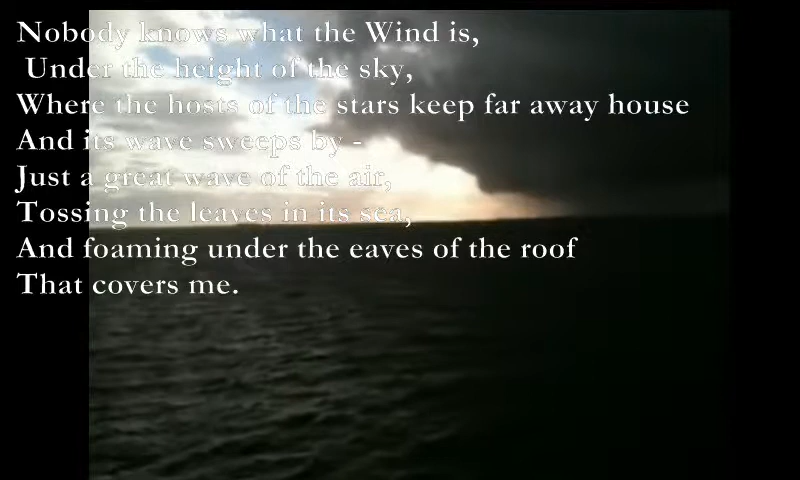 Nobody knows what the Wind is,
Under the height of the sky,
Where the hosts of the stars keep far away house
And its wave sweeps by -
Just a great wave of the air,
Tossing the leaves in its sea,
And foaming under the eaves of the roof
That covers me.